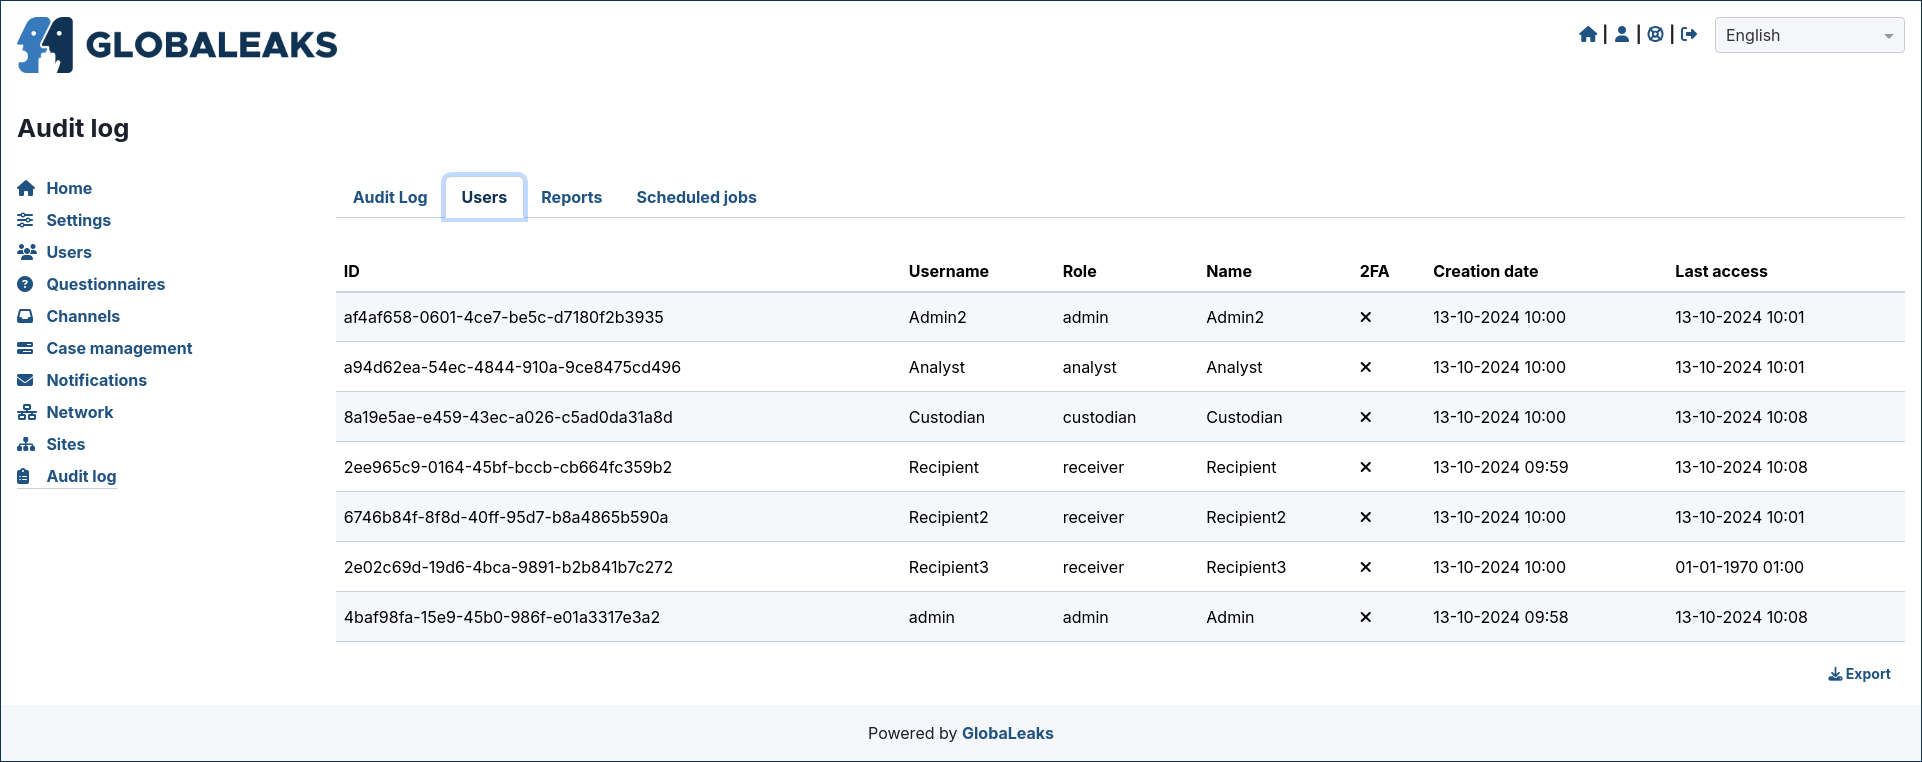 GLOBALEAKS
English
Audit log
Home
Settings
Users
Questionnaires
Channels
Case management
Notifications
Network
Sites
Audit log
Audit Log Users Reports Scheduled jobs
ID Username Role Name 2FA Creation date Last access
af4af658-0601-4ce7-be5c-d7180f2b3935 Admin2 admin Admin2 13-10-2024 10:00 13-10-2024 10:01
a94d62ea-54ec-4844-910a-9ce8475cd496 Analyst analyst Analyst 13-10-2024 10:00 13-10-2024 10:01
8a19e5ae-e459-43ec-a026-c5ad0da31a8d Custodian custodian Custodian 13-10-2024 10:00 13-10-2024 10:08
2ee965c9-0164-45bf-bccb-cb664fc359b2 Recipient receiver Recipient 13-10-2024 09:59 13-10-2024 10:08
6746b84f-8f8d-40ff-95d7-b8a4865b590a Recipient2 receiver Recipient2 13-10-2024 10:00 13-10-2024 10:01
2e02c69d-19d6-4bca-9891-b2b841b7c272 Recipient3 receiver Recipient3 13-10-2024 10:00 01-01-1970 01:00
4baf98fa-15e9-45b0-986f-e01a3317e3a2 admin admin Admin 13-10-2024 09:58 13-10-2024 10:08
Export
Powered by GlobaLeaks